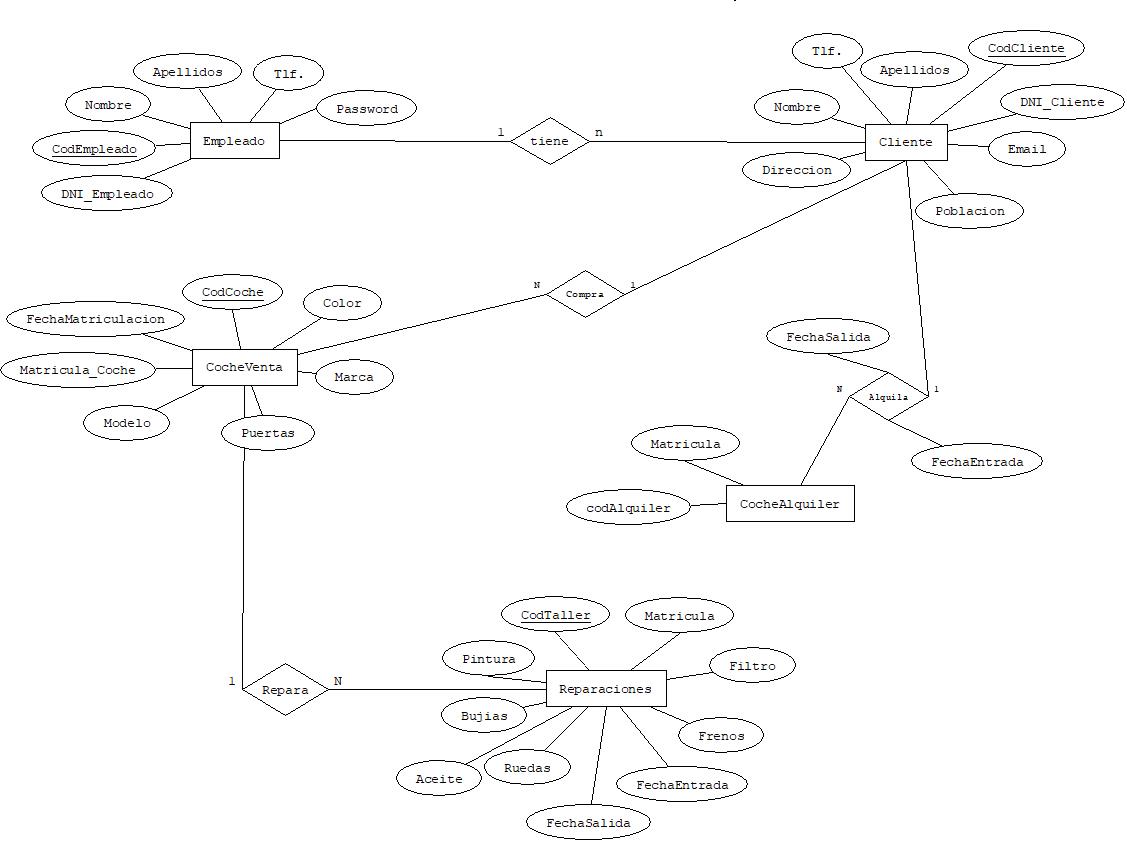 Tlf.
CodCliente
Apellidos
Tlf.
Apellidos
Nombre
Password
Nombre
DNI_Cliente
Empleado
1
tiene
n
Cliente
CodEmpleado
Email
Direccion
DNI_Empleado
Poblacion
CodCoche
Color
N
Compra
1
FechaMatriculacion
FechaSalida
CocheVenta
Matricula_Coche
Marca
N
Alquila
1
Modelo
Puertas
Matricula
FechaEntrada
codAlquiler
CocheAlquiler
CodTaller
Matricula
Pintura
Filtro
1
Repara
N
Reparaciones
Bujias
Frenos
Aceite
Ruedas
FechaEntrada
FechaSalida